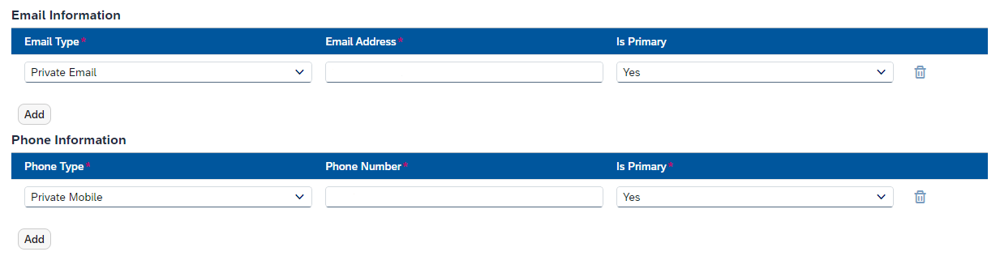 Email Information
Email Type* Email Address* Is Primary
Private Email Yes
Add
Phone Information
Phone Type* Phone Number* Is Primary*
Private Mobile Yes
Add